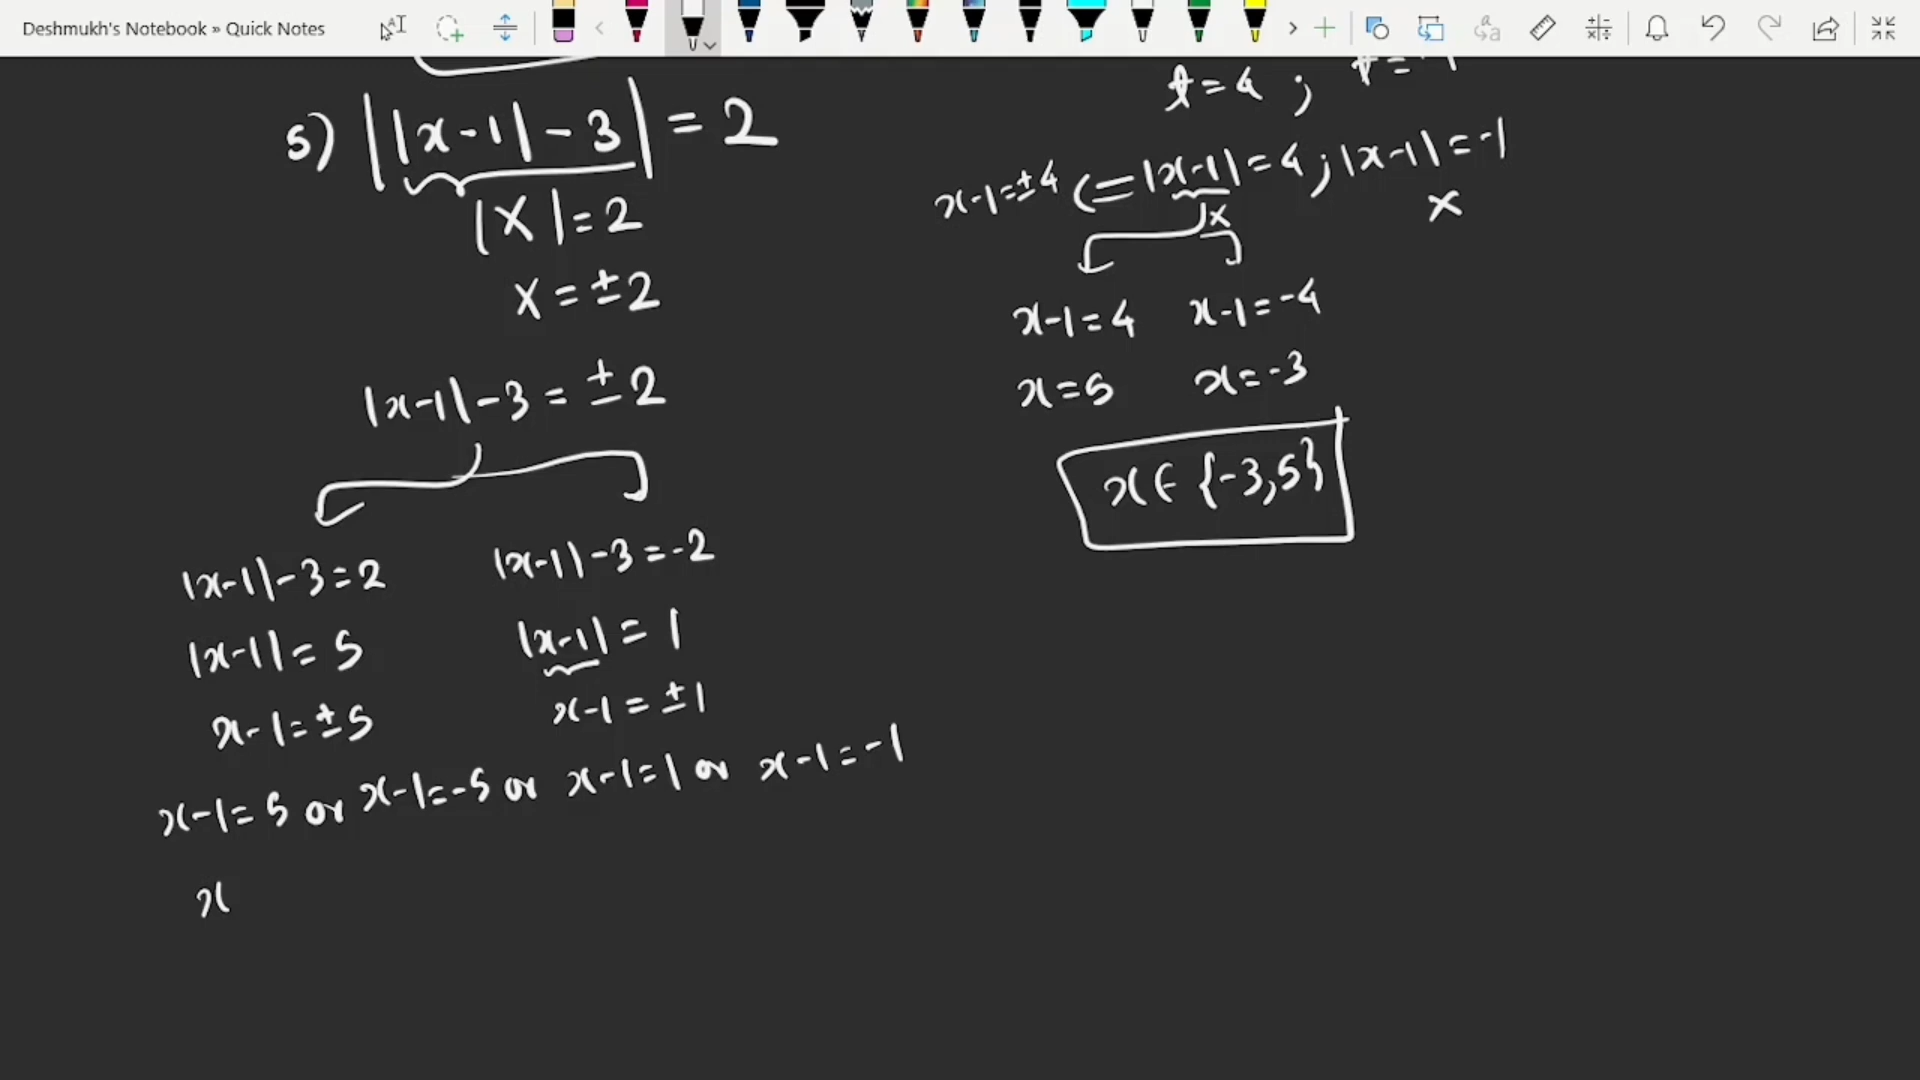 Deshmukh's Notebook » Quick Notes
5) ||x-1|-3| = 2
|X| = 2
X = ±2
|x-1|-3 = ±2
|x-1|-3=2 |x-1|-3=-2
|x-1|= 5 |x-1| = 1
x-1=±5 x-1=±1
x-1=5 or x-1=-5 or x-1=1 or x-1=-1
x
t=4 ;
x-1=±4 <= |x-1|=4 ; |x-1|=-1
x
x-1=4 x-1=-4
x=5 x=-3
x∈{-3,5}